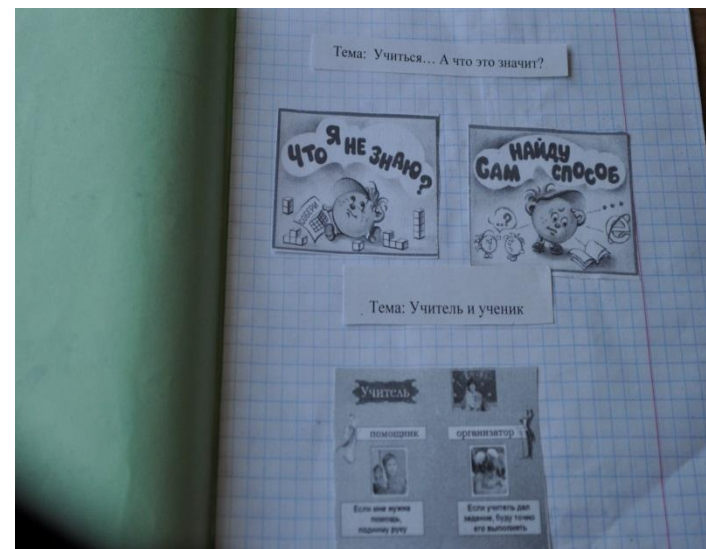 Тема: Учиться... А что это значит?
ЧТО Я НЕ ЗНАЮ?
НАЙДУ
САМ СПОСОБ
СОБЕРИ
?
?
Тема: Учитель и ученик
Учитель
помощник
организатор
Если мне нужна
помощь,
подниму руку
Если учитель дал
задание, буду точно
его выполнять